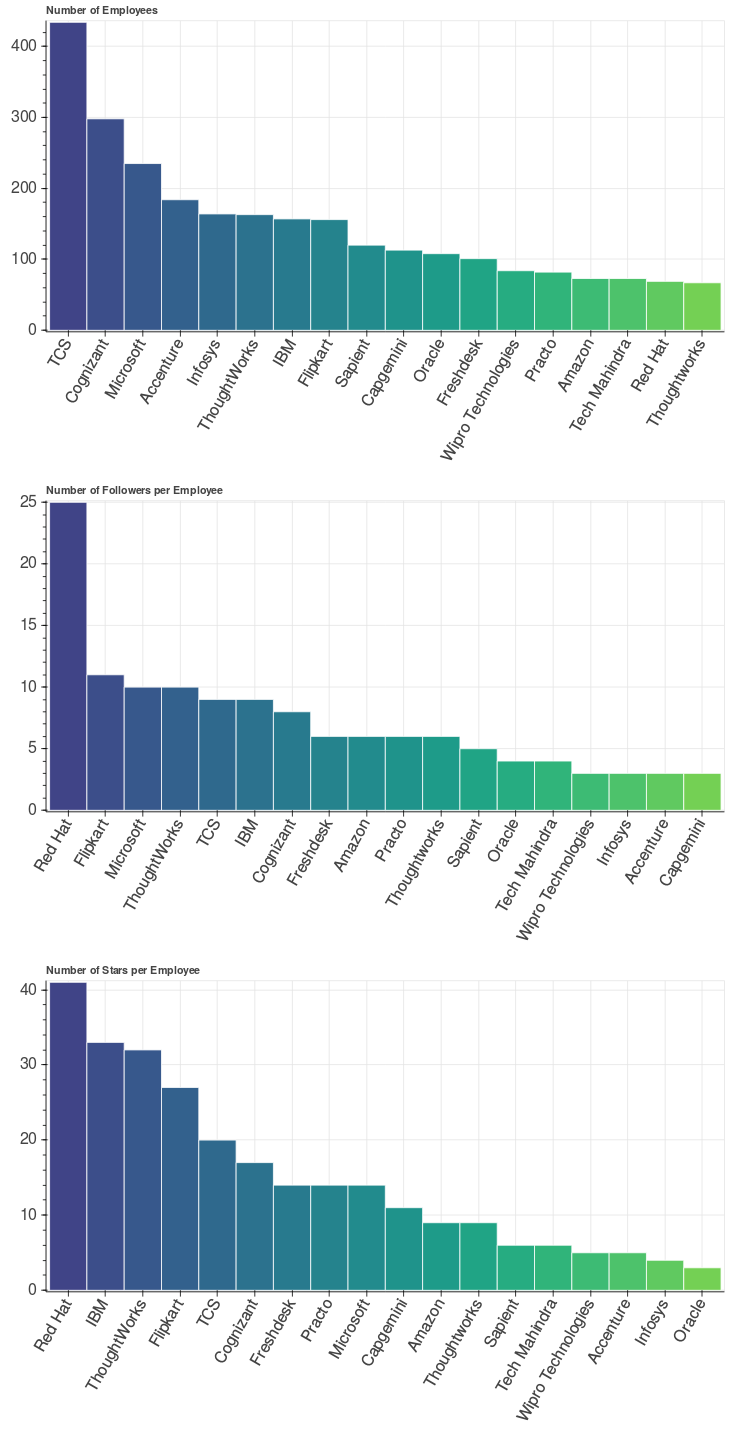 Number of Employees
400
300
200
100
0
TCS
Cognizant
Microsoft
Accenture
Infosys
ThoughtWorks
IBM
Flipkart
Sapient
Capgemini
Oracle
Freshdesk
Wipro Technologies
Practo
Amazon
Tech Mahindra
Red Hat
Thoughtworks
Number of Followers per Employee
25
20
15
10
5
0
Red Hat
Flipkart
Microsoft
ThoughtWorks
TCS
IBM
Cognizant
Freshdesk
Amazon
Practo
Thoughtworks
Sapient
Oracle
Tech Mahindra
Wipro Technologies
Infosys
Accenture
Capgemini
Number of Stars per Employee
40
30
20
10
0
Red Hat
IBM
ThoughtWorks
Flipkart
TCS
Cognizant
Freshdesk
Practo
Microsoft
Capgemini
Amazon
Thoughtworks
Sapient
Tech Mahindra
Wipro Technologies
Accenture
Infosys
Oracle